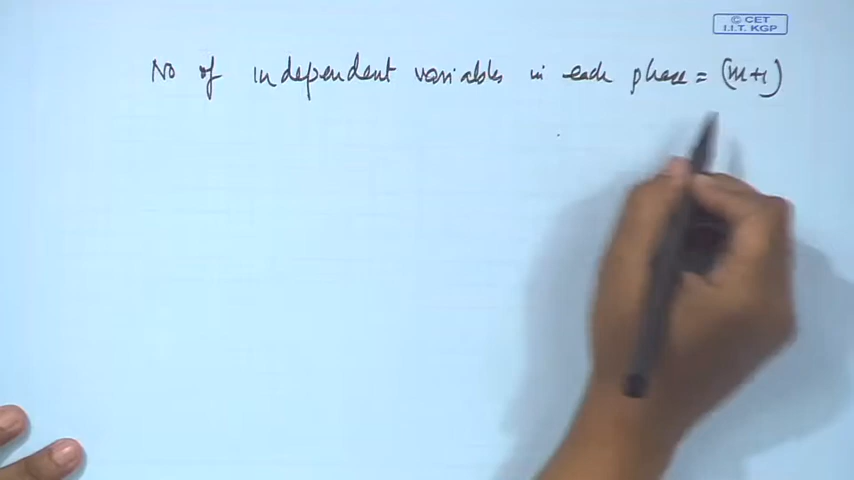 © CET
I.I.T. KGP
No of independent variables in each phase = (m+1)